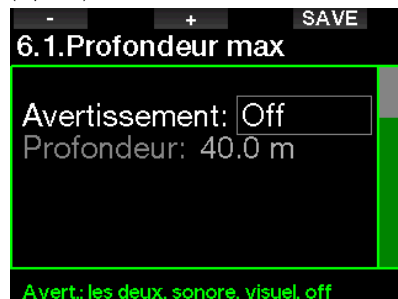 - + SAVE
6.1.Profondeur max
Avertissement: Off
Profondeur: 40.0 m
Avert.: les deux, sonore, visuel, off